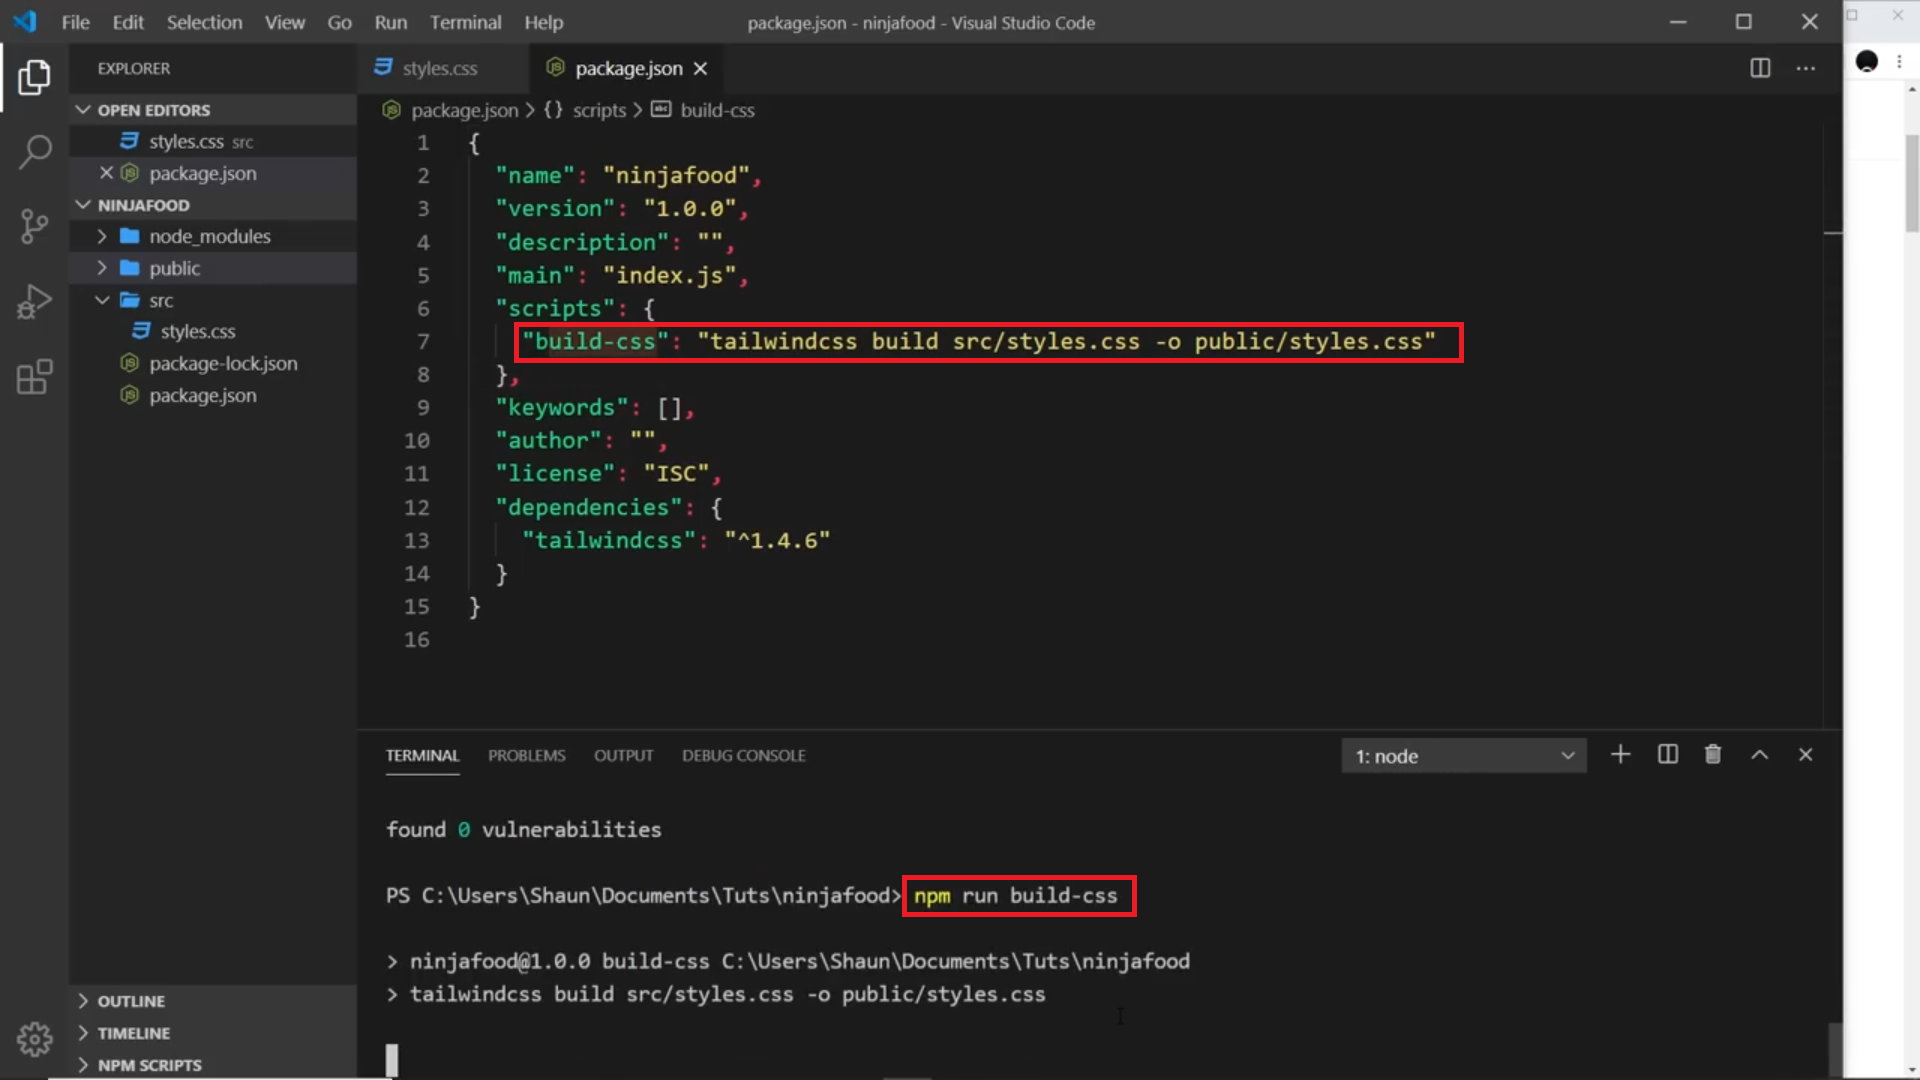 File Edit Selection View Go Run Terminal Help
package.json - ninjafood - Visual Studio Code
EXPLORER
OPEN EDITORS
styles.css src
package.json
NINJAFOOD
node_modules
public
src
styles.css
package-lock.json
package.json
OUTLINE
TIMELINE
NPM SCRIPTS
styles.css
package.json
package.json > {} scripts > abc build-css
1 {
2 "name": "ninjafood",
3 "version": "1.0.0",
4 "description": "",
5 "main": "index.js",
6 "scripts": {
7 "build-css": "tailwindcss build src/styles.css -o public/styles.css"
8 },
9 "keywords": [],
10 "author": "",
11 "license": "ISC",
12 "dependencies": {
13 "tailwindcss": "^1.4.6"
14 }
15 }
16
TERMINAL PROBLEMS OUTPUT DEBUG CONSOLE
1: node
found 0 vulnerabilities
PS C:\Users\Shaun\Documents\Tuts\ninjafood> npm run build-css
> ninjafood@1.0.0 build-css C:\Users\Shaun\Documents\Tuts\ninjafood
> tailwindcss build src/styles.css -o public/styles.css